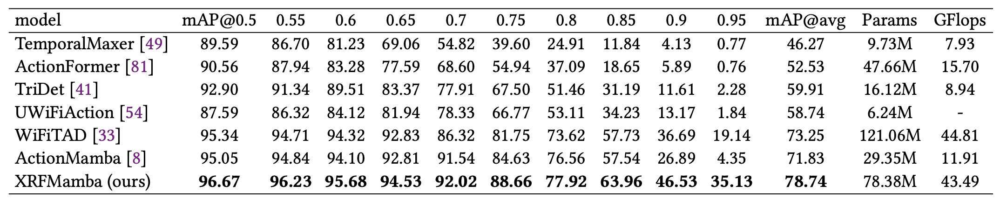 model mAP@0.5 0.55 0.6 0.65 0.7 0.75 0.8 0.85 0.9 0.95 mAP@avg Params GFlops
TemporalMaxer [49] 89.59 86.70 81.23 69.06 54.82 39.60 24.91 11.84 4.13 0.77 46.27 9.73M 7.93
ActionFormer [81] 90.56 87.94 83.28 77.59 68.60 54.94 37.09 18.65 5.89 0.76 52.53 47.66M 15.70
TriDet [41] 92.90 91.34 89.51 83.37 77.91 67.50 51.46 31.19 11.61 2.28 59.91 16.12M 8.94
UWiFiAction [54] 87.59 86.32 84.12 81.94 78.33 66.77 53.11 34.23 13.17 1.84 58.74 6.24M -
WiFiTAD [33] 95.34 94.71 94.32 92.83 86.32 81.75 73.62 57.73 36.69 19.14 73.25 121.06M 44.81
ActionMamba [8] 95.05 94.84 94.10 92.81 91.54 84.63 76.56 57.54 26.89 4.35 71.83 29.35M 11.91
XRFMamba (ours) 96.67 96.23 95.68 94.53 92.02 88.66 77.92 63.96 46.53 35.13 78.74 78.38M 43.49